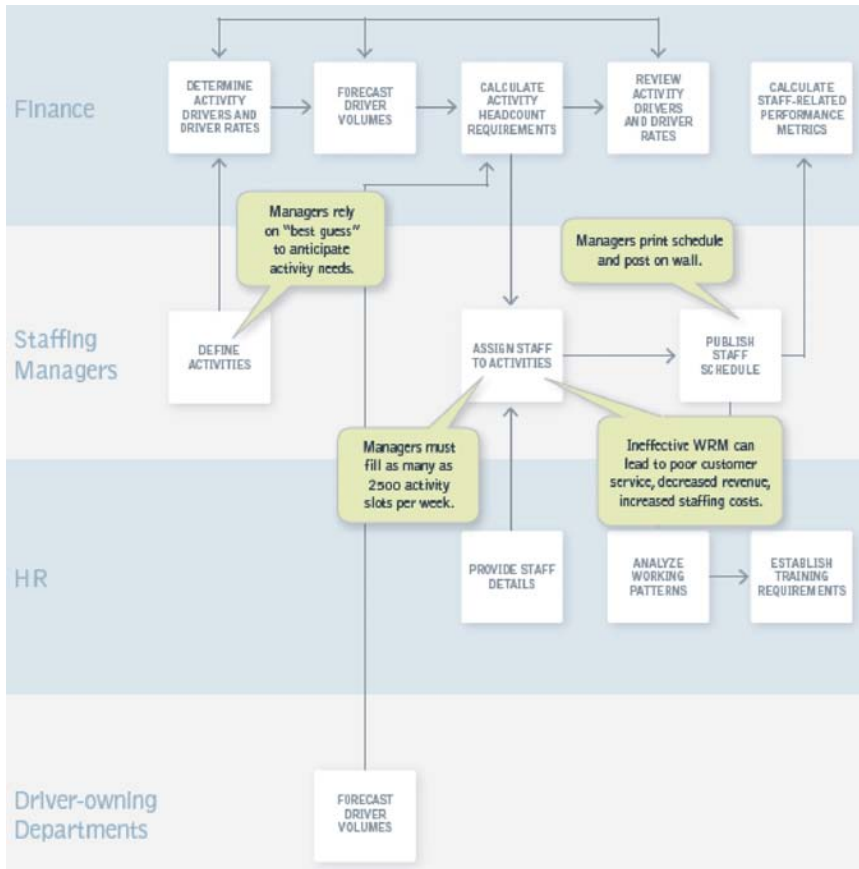 Finance
DETERMINE
ACTIVITY
DRIVERS AND
DRIVER RATES
FORECAST
DRIVER
VOLUMES
CALCULATE
ACTIVITY
HEADCOUNT
REQUIREMENTS
REVIEW
ACTIVITY
DRIVERS
AND DRIVER
RATES
CALCULATE
STAFF-RELATED
PERFORMANCE
METRICS
Managers rely
on "best guess"
to anticipate
activity needs.
Managers print schedule
and post on wall.
Staffing
Managers
DEFINE
ACTIVITIES
ASSIGN STAFF
TO ACTIVITIES
PUBLISH
STAFF
SCHEDULE
Managers must
fill as many as
2500 activity
slots per week.
Ineffective WRM can
lead to poor customer
service, decreased revenue,
increased staffing costs.
HR
PROVIDE STAFF
DETAILS
ANALYZE
WORKING
PATTERNS
ESTABLISH
TRAINING
REQUIREMENTS
Driver-owning
Departments
FORECAST
DRIVER
VOLUMES